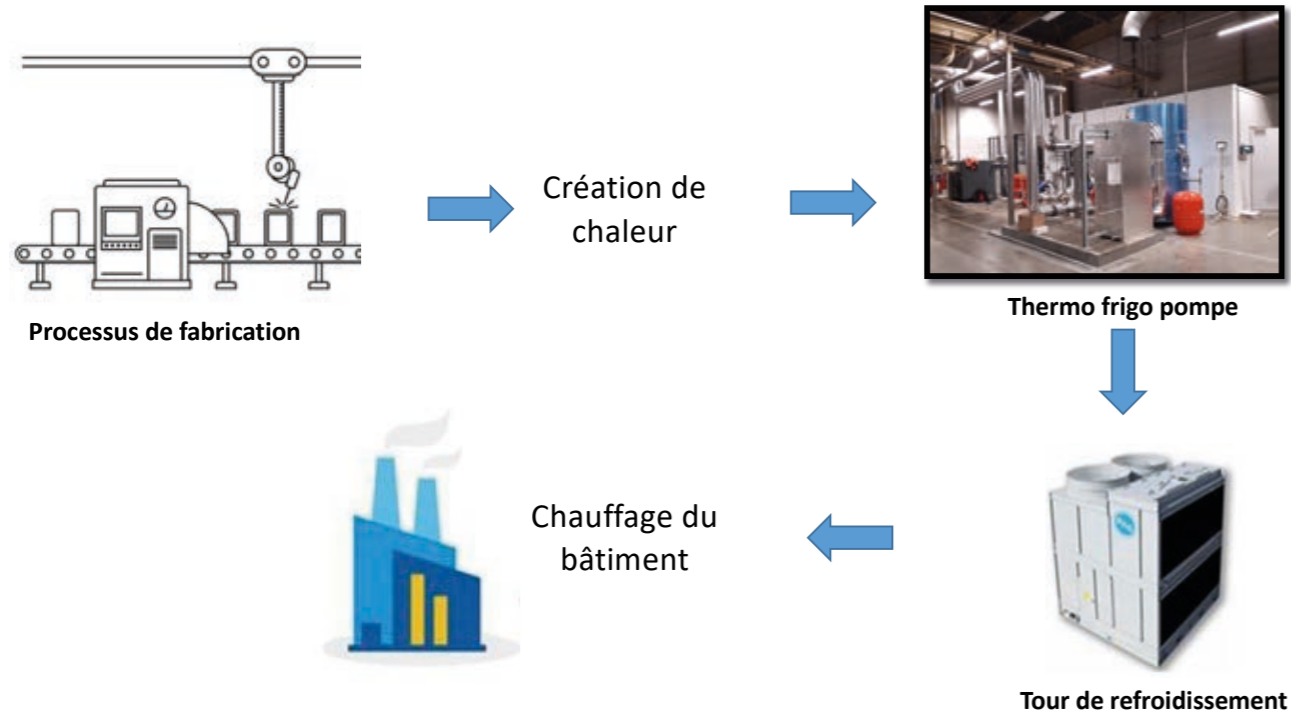 Création de
chaleur
Processus de fabrication
Thermo frigo pompe
Chauffage du
bâtiment
Tour de refroidissement